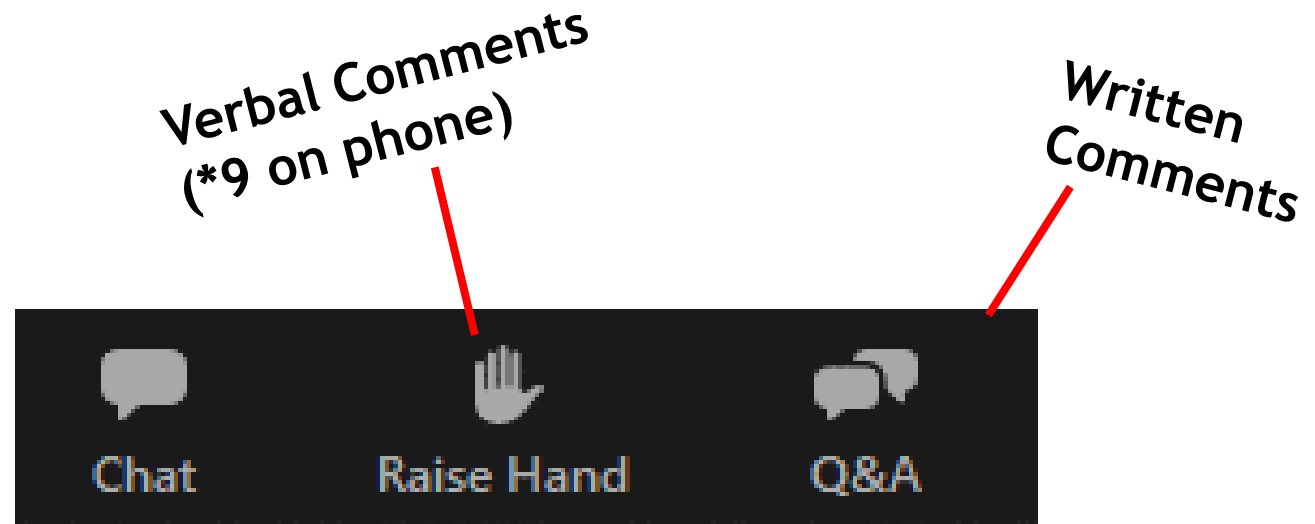 Verbal Comments
(*9 on phone)
Written
Comments
Chat
Raise Hand
Q&A